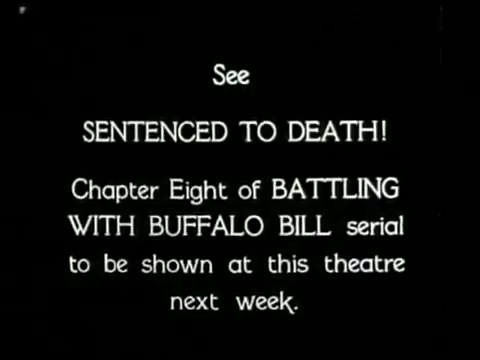 See
SENTENCED TO DEATH!
Chapter Eight of BATTLING
WITH BUFFALO BILL serial
to be shown at this theatre
next week.